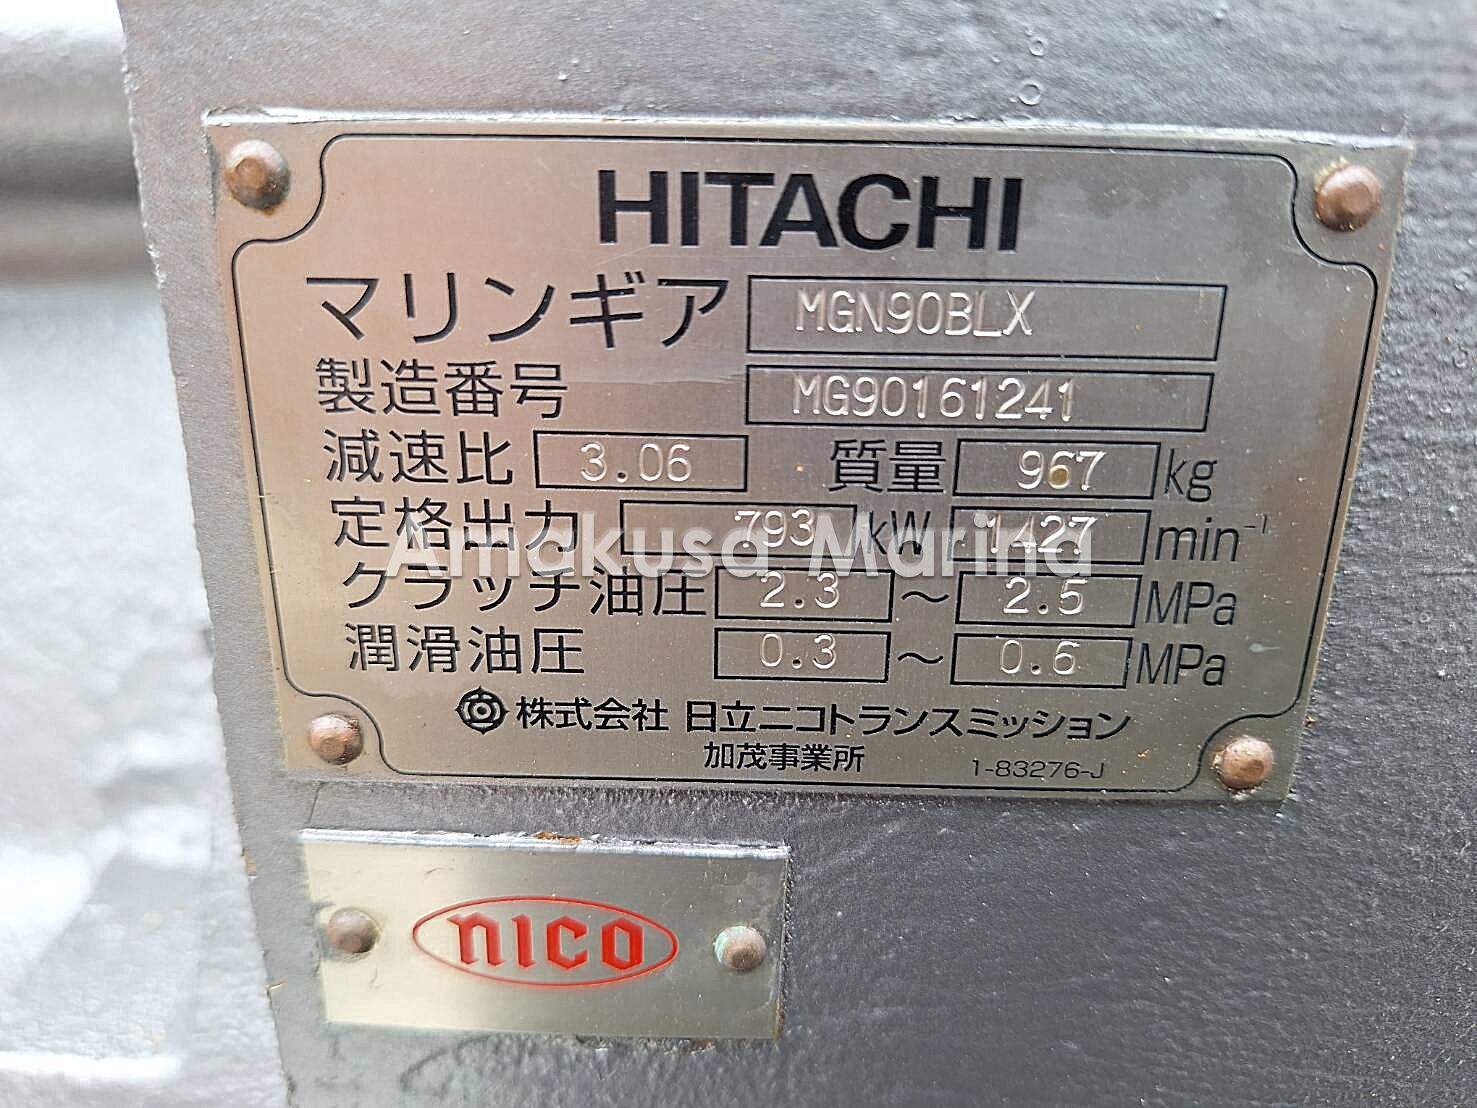 HITACHI
マリンギア MGN90BLX
製造番号 MG90161241
減速比 3.06 質量 967 kg
定格出力 793 kW 1427 min⁻¹
クラッチ油圧 2.3 ～ 2.5 MPa
潤滑油圧 0.3 ～ 0.6 MPa
株式会社 日立ニコトランスミッション
加茂事業所 1-83276-J
nico
Amakusa Marina